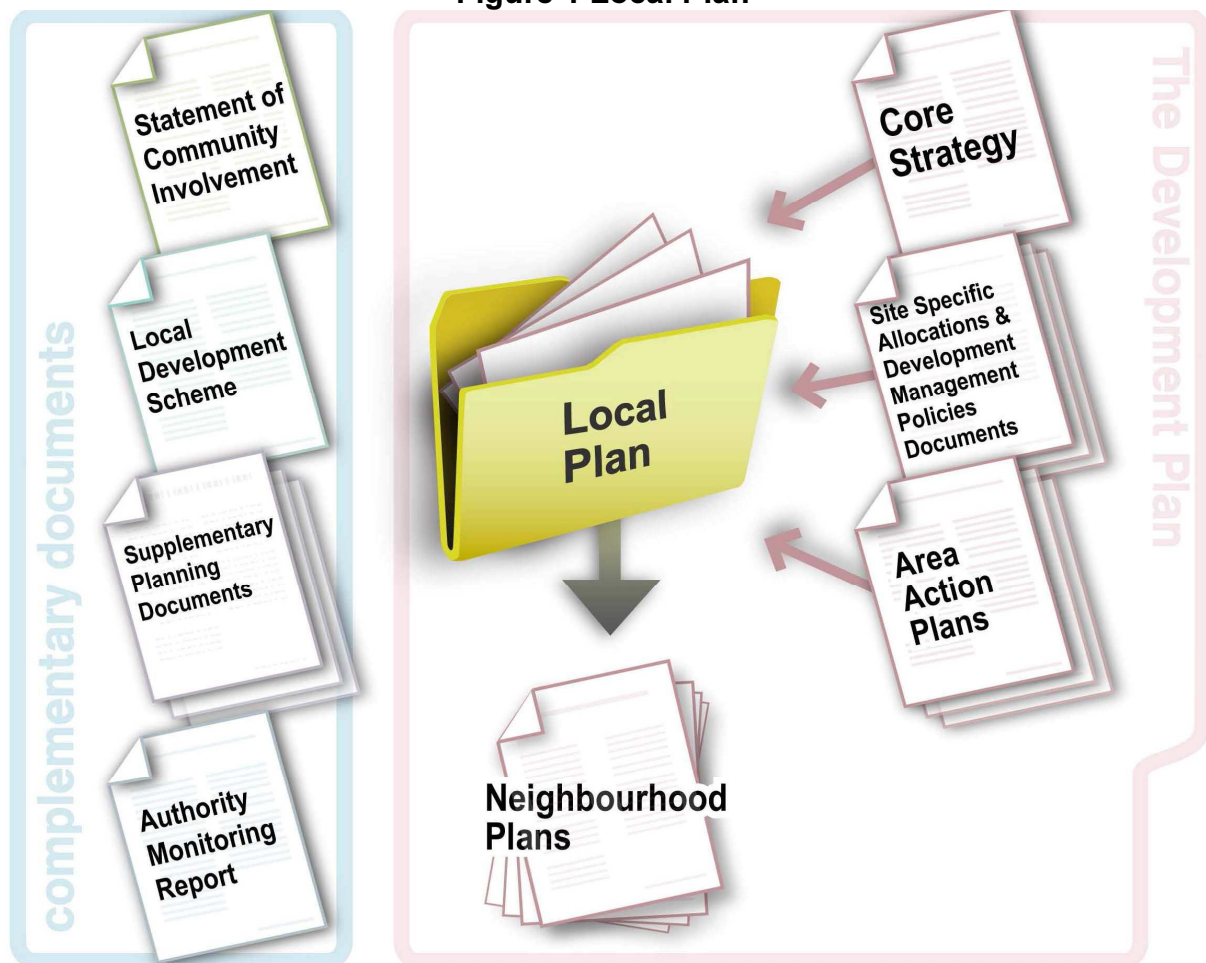 Figure 1 Local Plan
complementary documents
Statement of
Community
Involvement
Local
Development
Scheme
Supplementary
Planning
Documents
Authority
Monitoring
Report
The Development Plan
Local
Plan
Core
Strategy
Site Specific
Allocations &
Development
Management
Policies
Documents
Area
Action
Plans
Neighbourhood
Plans